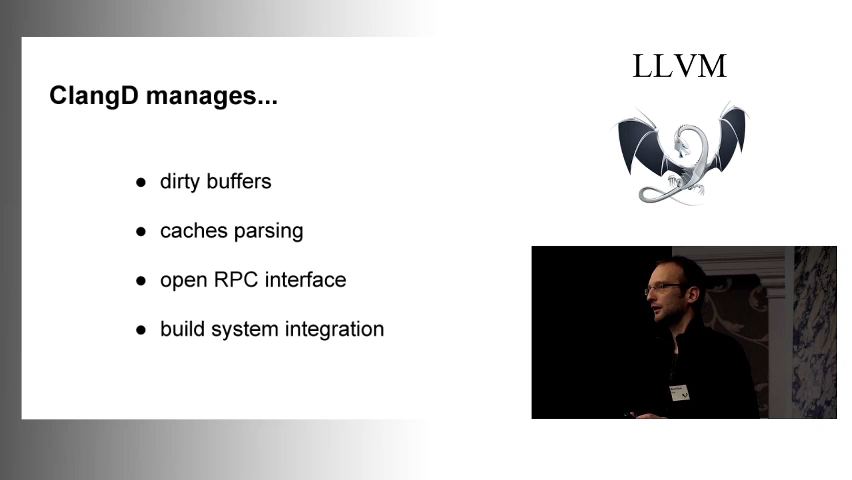 ClangD manages...
● dirty buffers
● caches parsing
● open RPC interface
● build system integration
LLVM